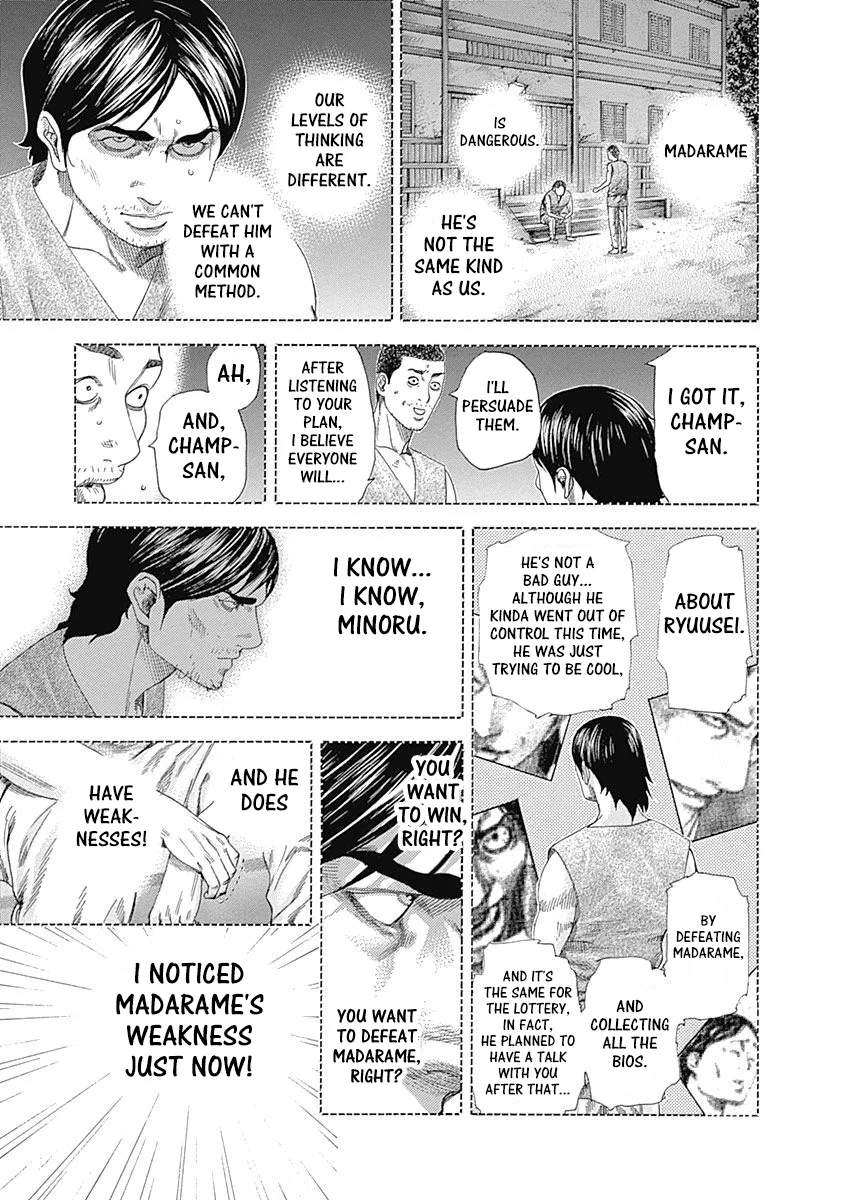 MADARAME
IS
DANGEROUS.
HE'S
NOT THE
SAME KIND
AS US.
OUR
LEVELS OF
THINKING
ARE
DIFFERENT.
WE CAN'T
DEFEAT HIM
WITH A
COMMON
METHOD.
I GOT IT,
CHAMP-
SAN.
I'LL
PERSUADE
THEM.
AFTER
LISTENING
TO YOUR
PLAN,
I BELIEVE
EVERYONE
WILL...
AH,
AND,
CHAMP-
SAN,
ABOUT
RYUUSEI.
HE'S NOT A
BAD GUY...
ALTHOUGH HE
KINDA WENT OUT OF
CONTROL THIS TIME,
HE WAS JUST
TRYING TO BE COOL,
BY
DEFEATING
MADARAME,
AND
COLLECTING
ALL THE
BIOS.
AND IT'S
THE SAME FOR
THE LOTTERY,
IN FACT,
HE PLANNED TO
HAVE A TALK
WITH YOU
AFTER THAT...
I KNOW...
I KNOW,
MINORU.
YOU
WANT
TO WIN,
RIGHT?
YOU WANT
TO DEFEAT
MADARAME,
RIGHT?
AND HE
DOES
HAVE
WEAK-
NESSES!
I NOTICED
MADARAME'S
WEAKNESS
JUST NOW!